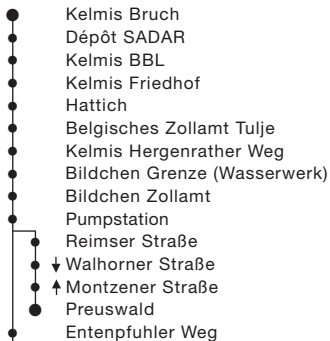 Kelmis Bruch
Dépôt SADAR
Kelmis BBL
Kelmis Friedhof
Hattich
Belgisches Zollamt Tulje
Kelmis Hergenrather Weg
Bildchen Grenze (Wasserwerk)
Bildchen Zollamt
Pumpstation
Reimser Straße
Walhorner Straße
Montzener Straße
Preuswald
Entenpfuhler Weg